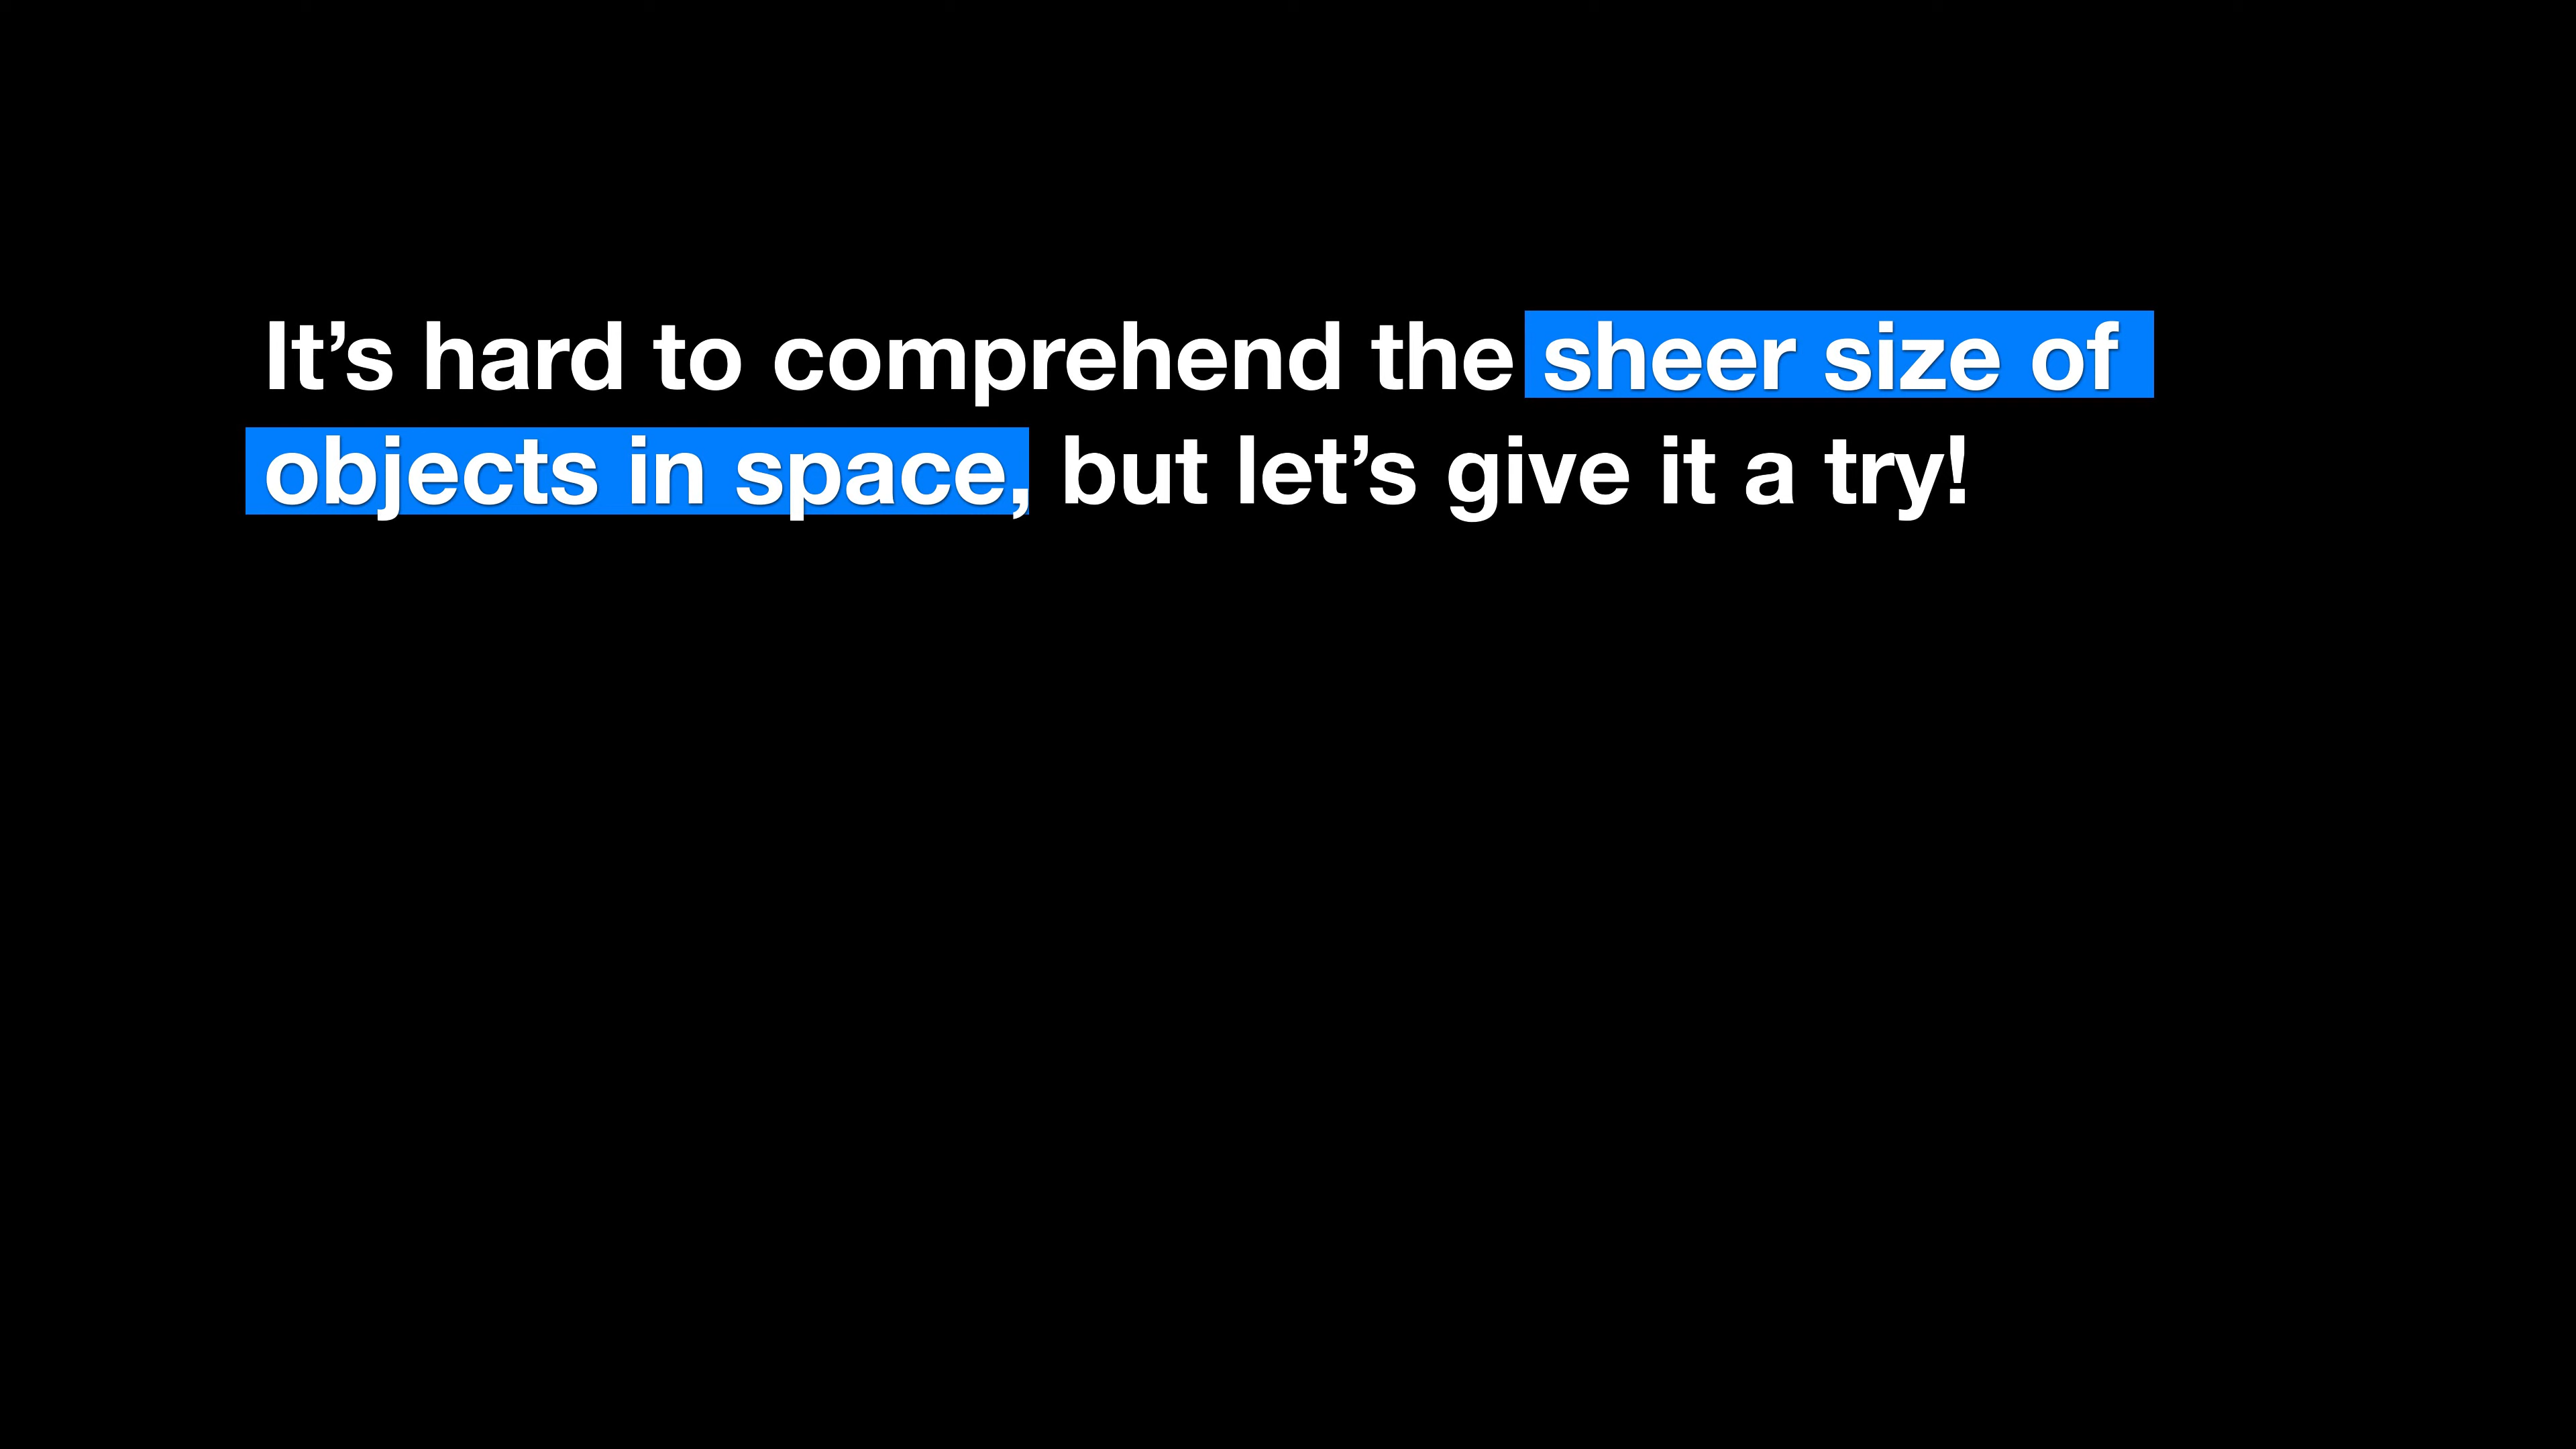 It’s hard to comprehend the sheer size of
objects in space, but let’s give it a try!